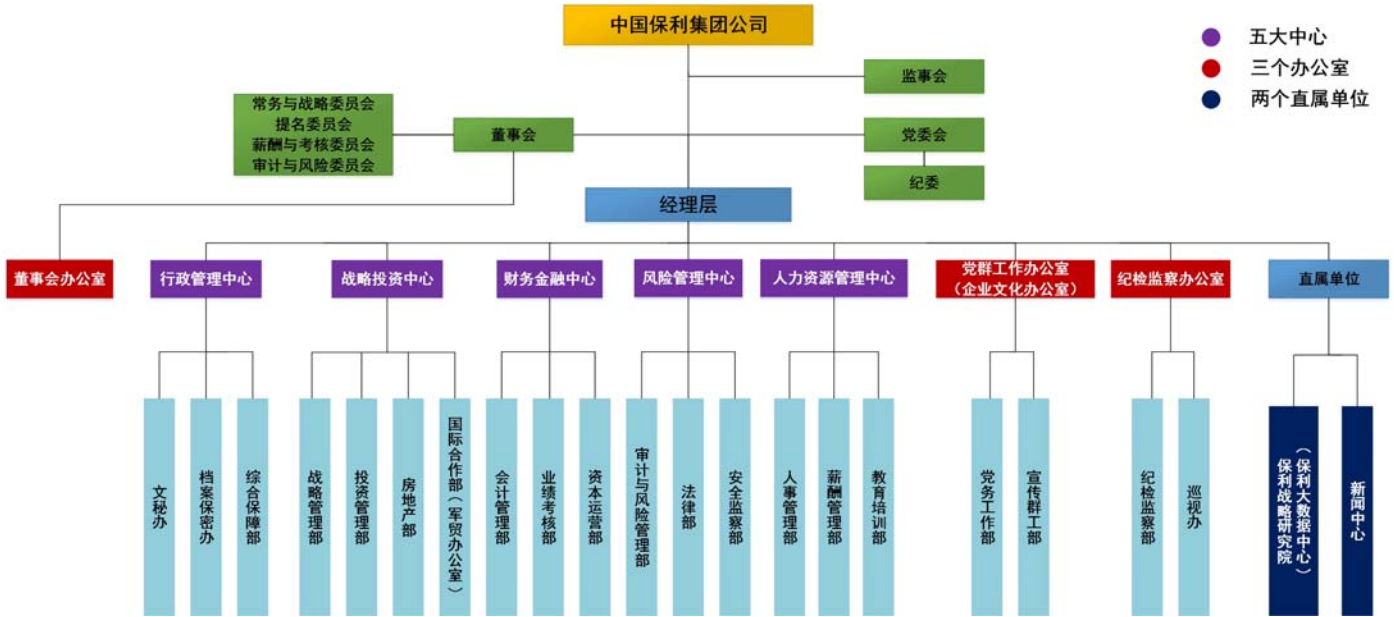 中国保利集团公司
五大中心
三个办公室
两个直属单位
监事会
常务与战略委员会
提名委员会
薪酬与考核委员会
审计与风险委员会
董事会
党委会
纪委
经理层
董事会办公室
行政管理中心
战略投资中心
财务金融中心
风险管理中心
人力资源管理中心
党群工作办公室
（企业文化办公室）
纪检监察办公室
直属单位
文秘办
档案保密办
综合保障部
战略管理部
投资管理部
房地产部
国际合作部（军贸办公室）
会计管理部
业绩考核部
资本运营部
审计与风险管理部
法律部
安全监察部
人事管理部
薪酬管理部
教育培训部
党务工作部
宣传群工部
纪检监察部
巡视办
保利战略研究院
（保利大数据中心）
新闻中心